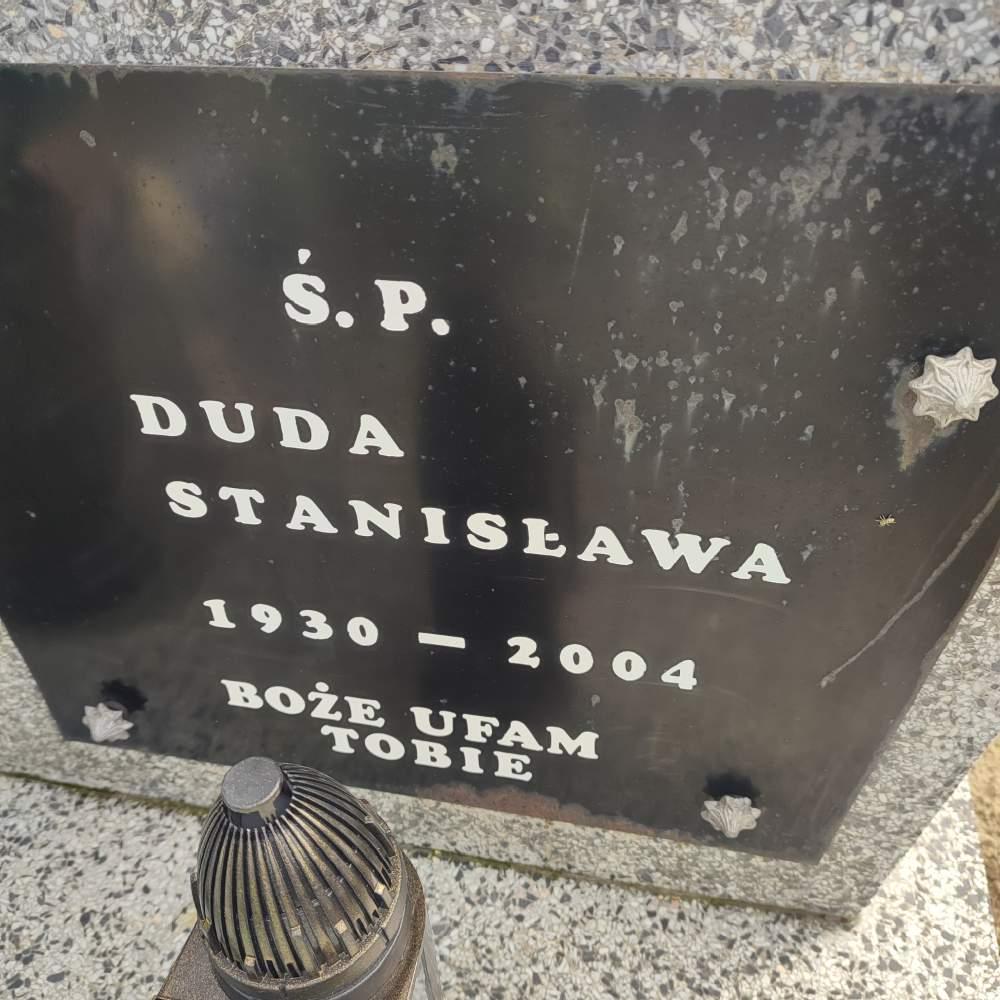 Ś. P.
DUDA
STANISŁAWA
1930 — 2004
BOŻE UFAM
TOBIE